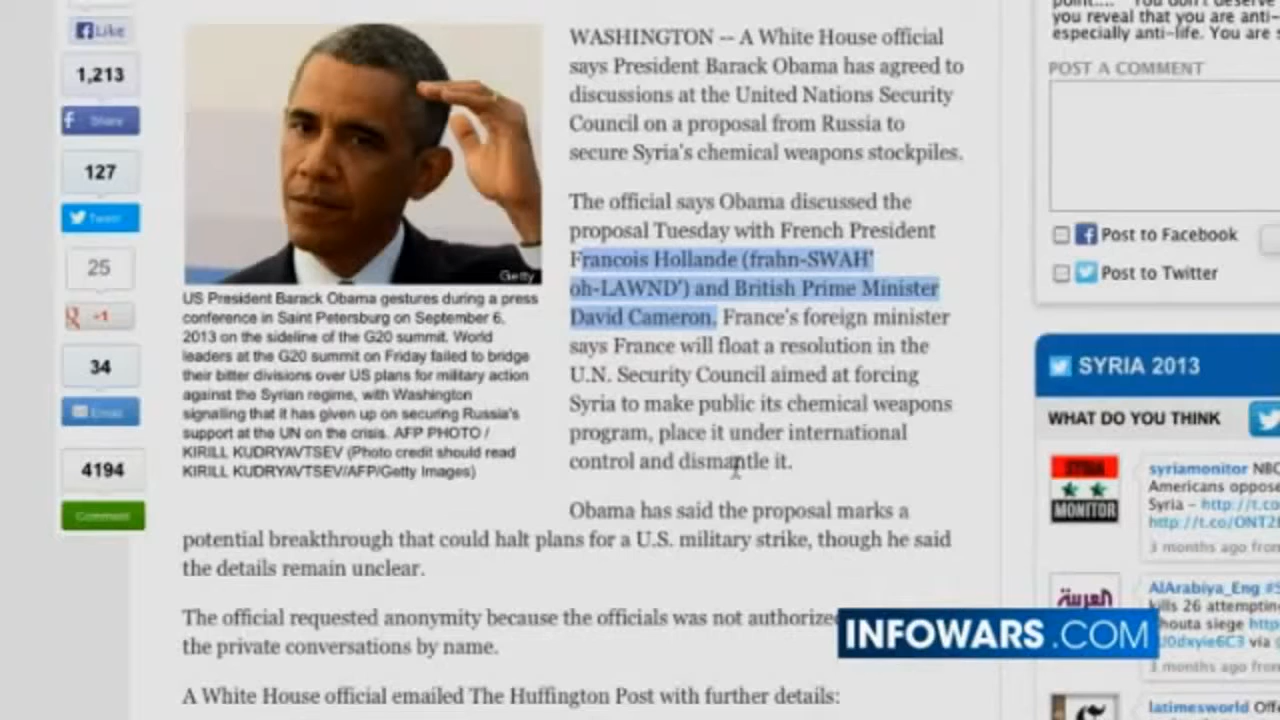 Like
1,213
Share
127
Tweet
25
+1
34
Email
4194
Comment
Getty
US President Barack Obama gestures during a press
conference in Saint Petersburg on September 6,
2013 on the sideline of the G20 summit. World
leaders at the G20 summit on Friday failed to bridge
their bitter divisions over US plans for military action
against the Syrian regime, with Washington
signalling that it has given up on securing Russia's
support at the UN on the crisis. AFP PHOTO /
KIRILL KUDRYAVTSEV (Photo credit should read
KIRILL KUDRYAVTSEV/AFP/Getty Images)
WASHINGTON -- A White House official
says President Barack Obama has agreed to
discussions at the United Nations Security
Council on a proposal from Russia to
secure Syria's chemical weapons stockpiles.
The official says Obama discussed the
proposal Tuesday with French President
Francois Hollande (frahn-SWAH'
oh-LAWND') and British Prime Minister
David Cameron. France's foreign minister
says France will float a resolution in the
U.N. Security Council aimed at forcing
Syria to make public its chemical weapons
program, place it under international
control and dismantle it.
Obama has said the proposal marks a
potential breakthrough that could halt plans for a U.S. military strike, though he said
the details remain unclear.
The official requested anonymity because the officials was not authorized
the private conversations by name.
A White House official emailed The Huffington Post with further details:
you reveal that you are anti-
especially anti-life. You are
POST A COMMENT
Post to Facebook
Post to Twitter
SYRIA 2013
WHAT DO YOU THINK
SYRIA
MONITOR
syriamonitor NBC
Americans oppose
Syria – http://t.co
http://t.co/ONT2
3 months ago from
العربية
AlArabiya_Eng #S
kills 26 attempting
houta siege http
J0dxyie6C3 via
3 months ago from
latimesworld Off
INFOWARS.COM